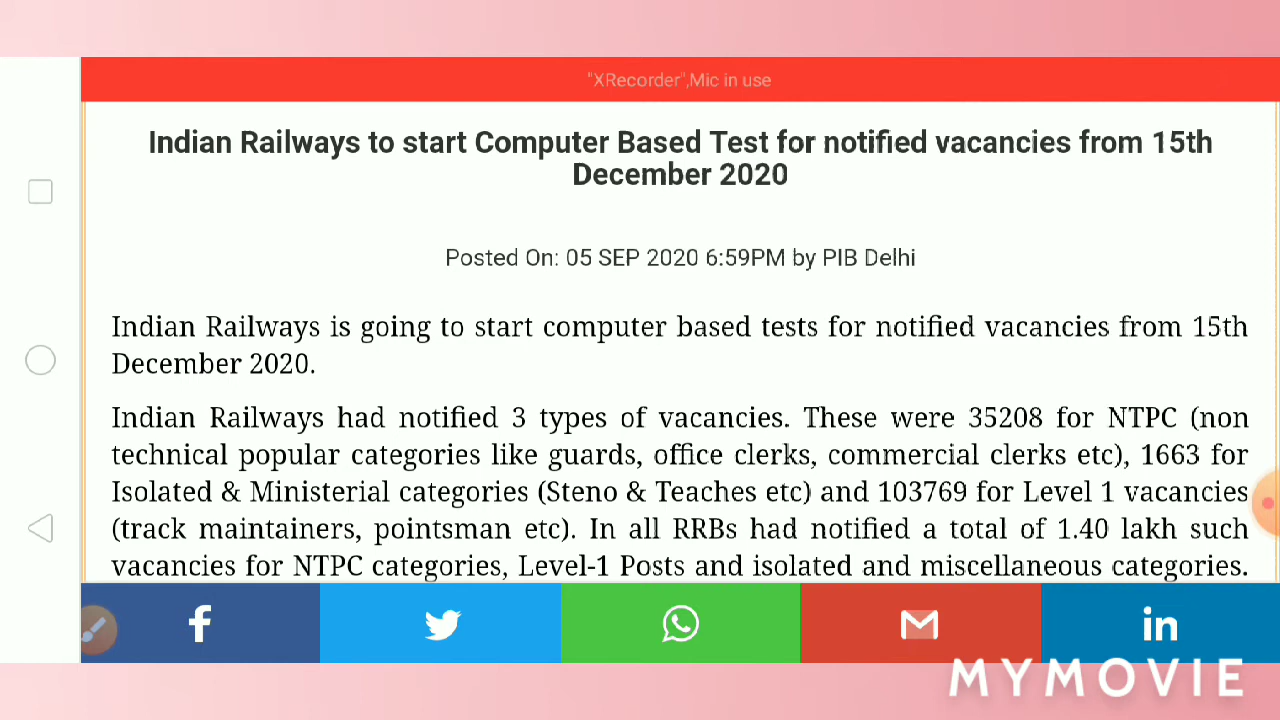 "XRecorder",Mic in use
Indian Railways to start Computer Based Test for notified vacancies from 15th
December 2020
Posted On: 05 SEP 2020 6:59PM by PIB Delhi
Indian Railways is going to start computer based tests for notified vacancies from 15th
December 2020.
Indian Railways had notified 3 types of vacancies. These were 35208 for NTPC (non
technical popular categories like guards, office clerks, commercial clerks etc), 1663 for
Isolated & Ministerial categories (Steno & Teaches etc) and 103769 for Level 1 vacancies
(track maintainers, pointsman etc). In all RRBs had notified a total of 1.40 lakh such
vacancies for NTPC categories, Level-1 Posts and isolated and miscellaneous categories.
f
in
MYMOVIE